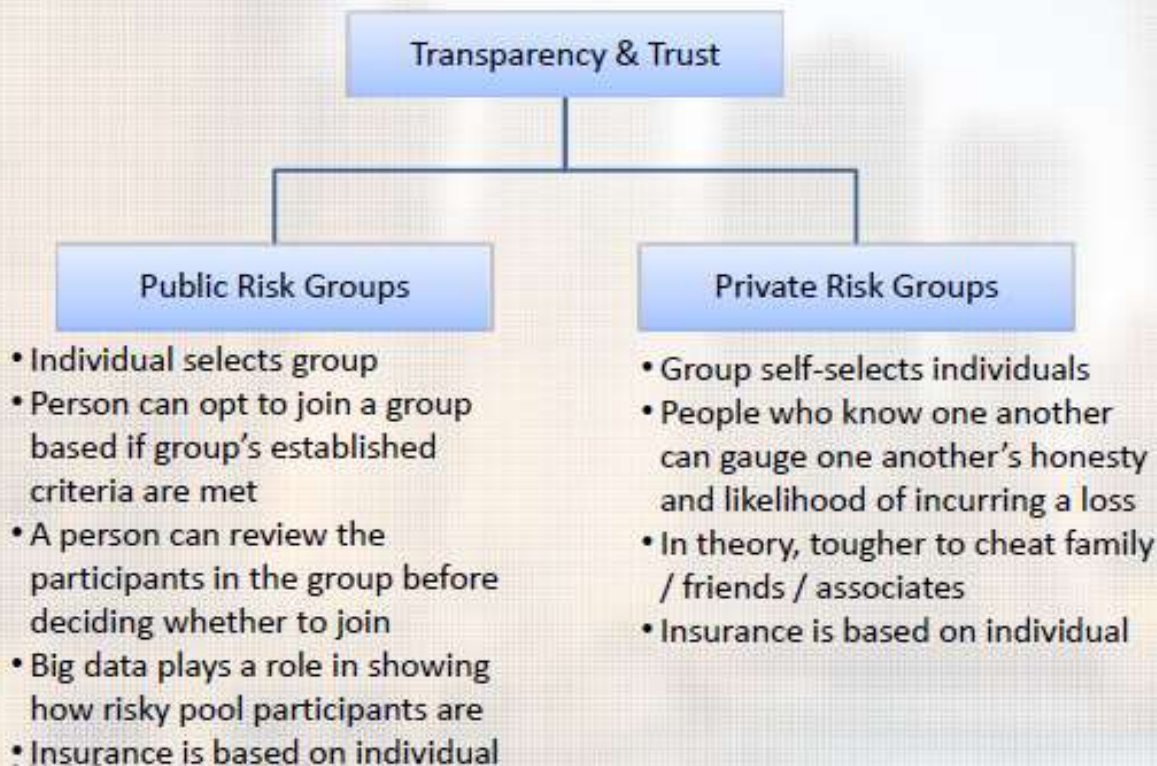 Transparency & Trust
Public Risk Groups
• Individual selects group
• Person can opt to join a group
based if group’s established
criteria are met
• A person can review the
participants in the group before
deciding whether to join
• Big data plays a role in showing
how risky pool participants are
• Insurance is based on individual
Private Risk Groups
• Group self-selects individuals
• People who know one another
can gauge one another’s honesty
and likelihood of incurring a loss
• In theory, tougher to cheat family
/ friends / associates
• Insurance is based on individual